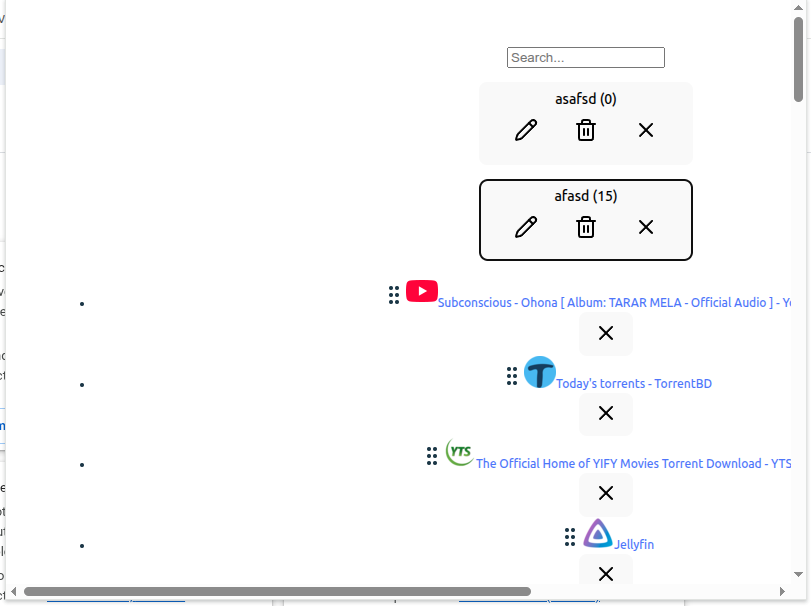 Search...
asafsd (0)
afasd (15)
Subconscious - Ohona [ Album: TARAR MELA - Official Audio ] - Y
Today's torrents - TorrentBD
YTS
The Official Home of YIFY Movies Torrent Download - YTS
Jellyfin